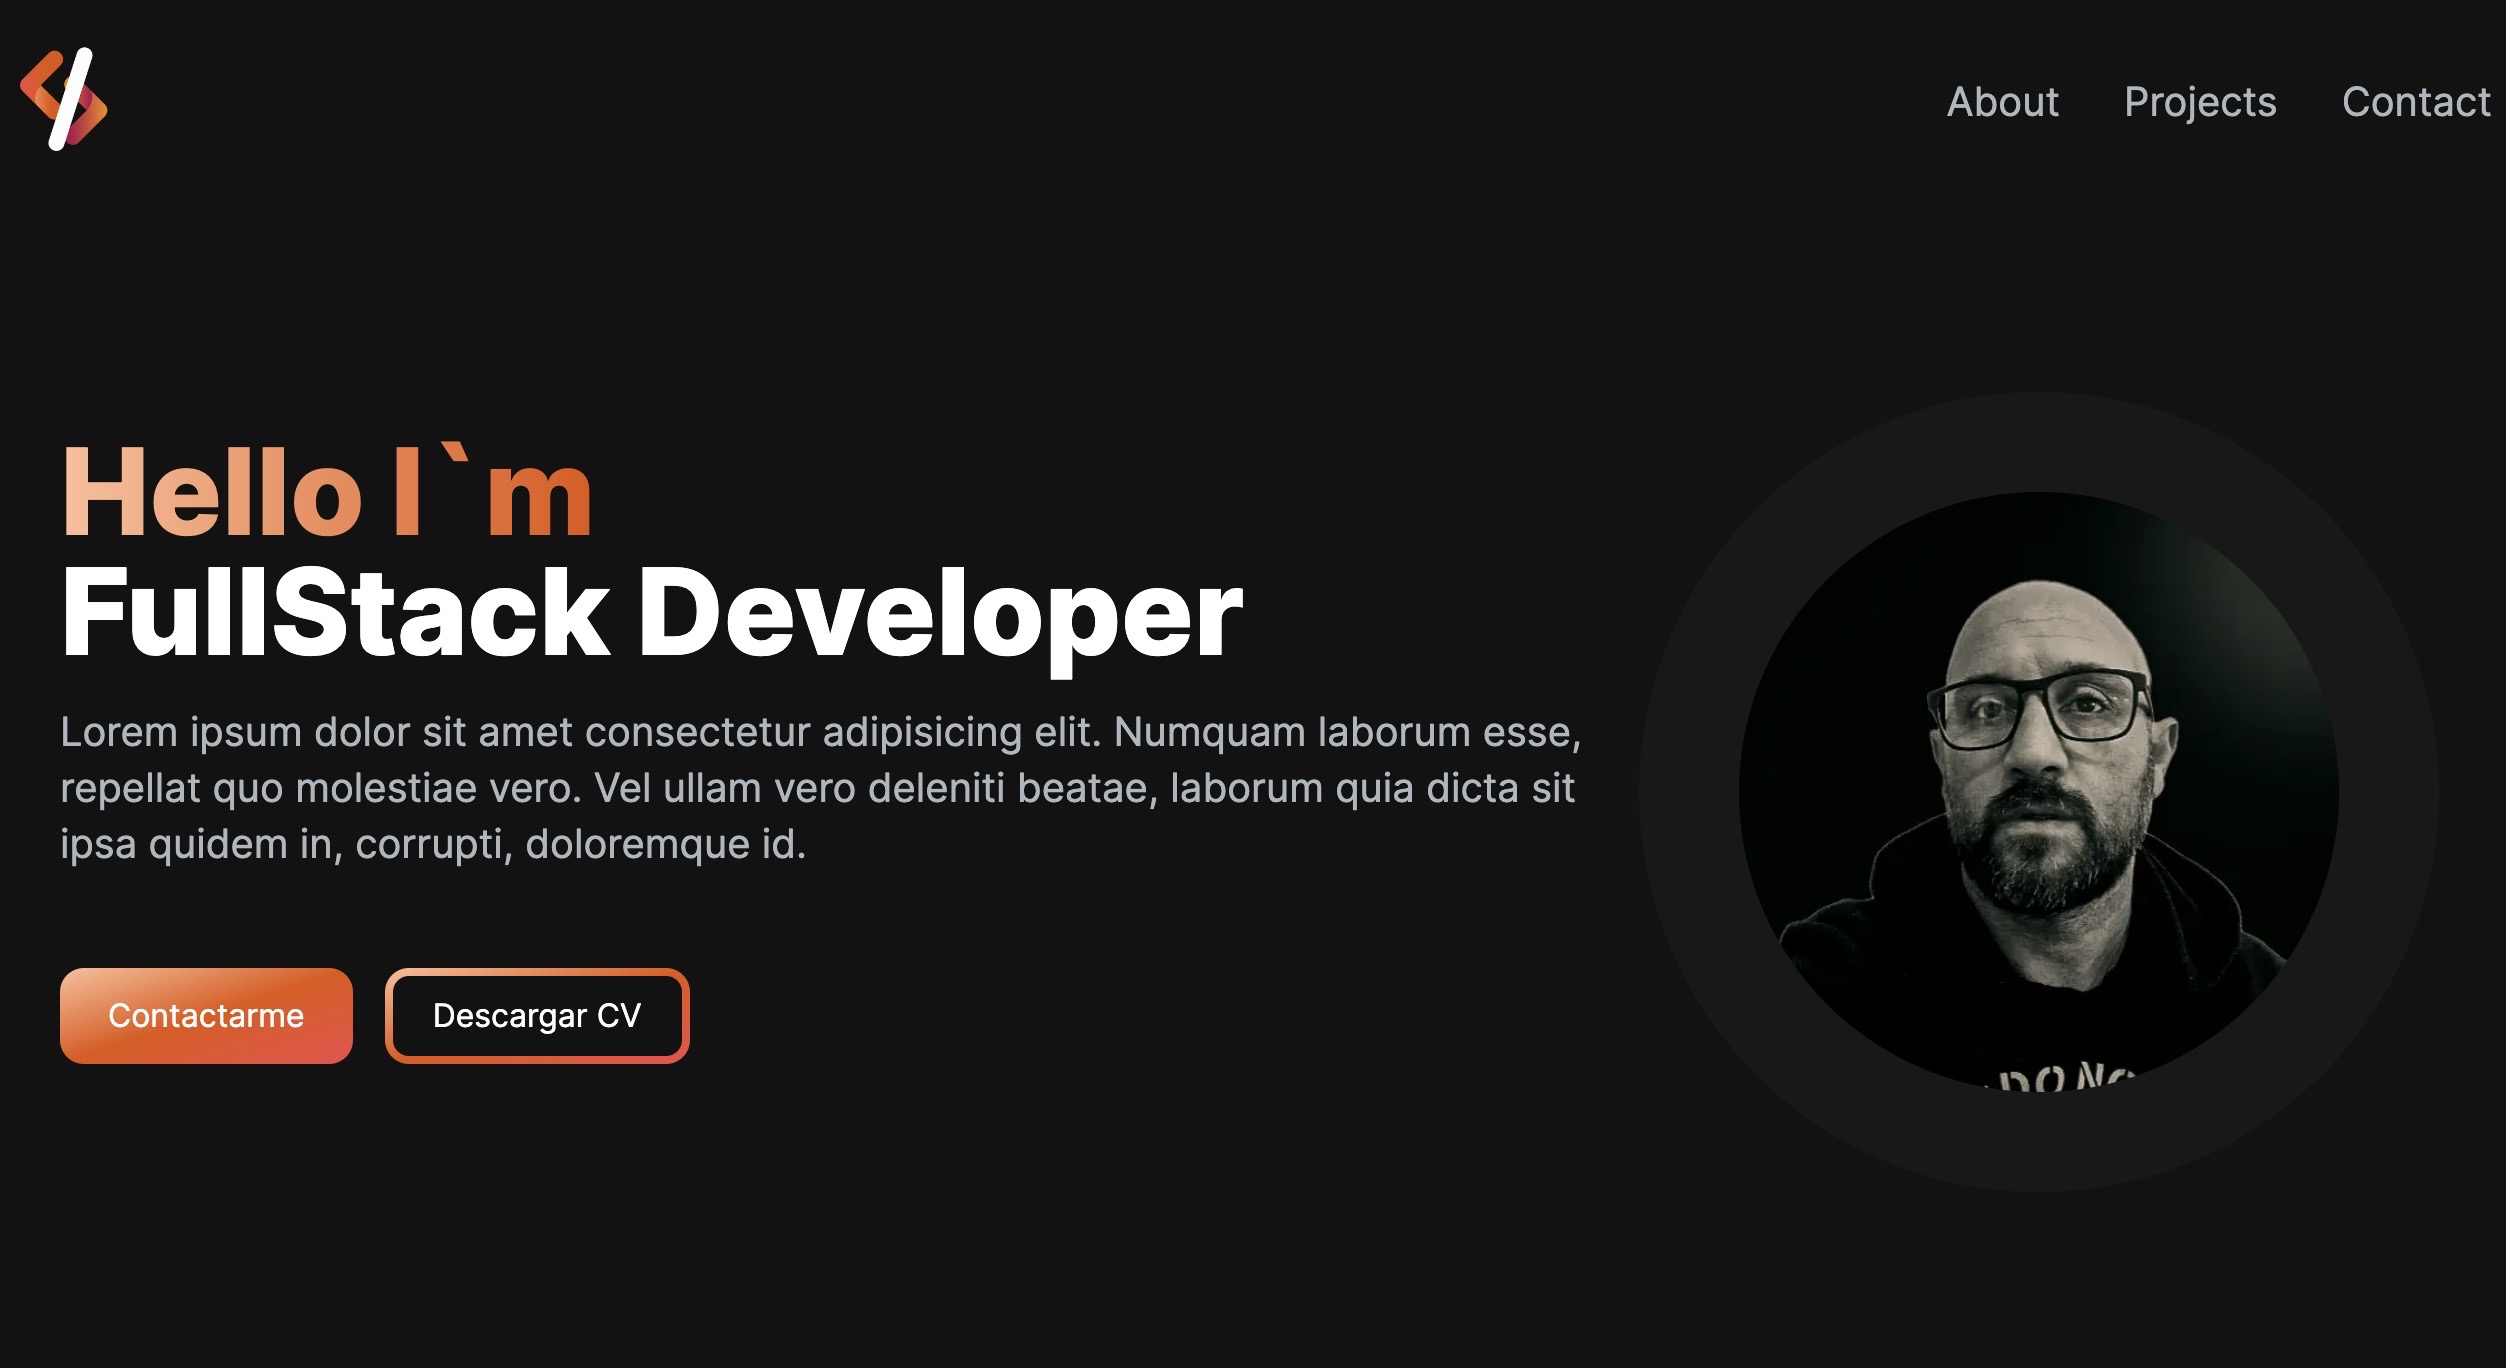 About Projects Contact
Hello I`m
FullStack Developer
Lorem ipsum dolor sit amet consectetur adipisicing elit. Numquam laborum esse,
repellat quo molestiae vero. Vel ullam vero deleniti beatae, laborum quia dicta sit
ipsa quidem in, corrupti, doloremque id.
Contactarme Descargar CV
DO NO